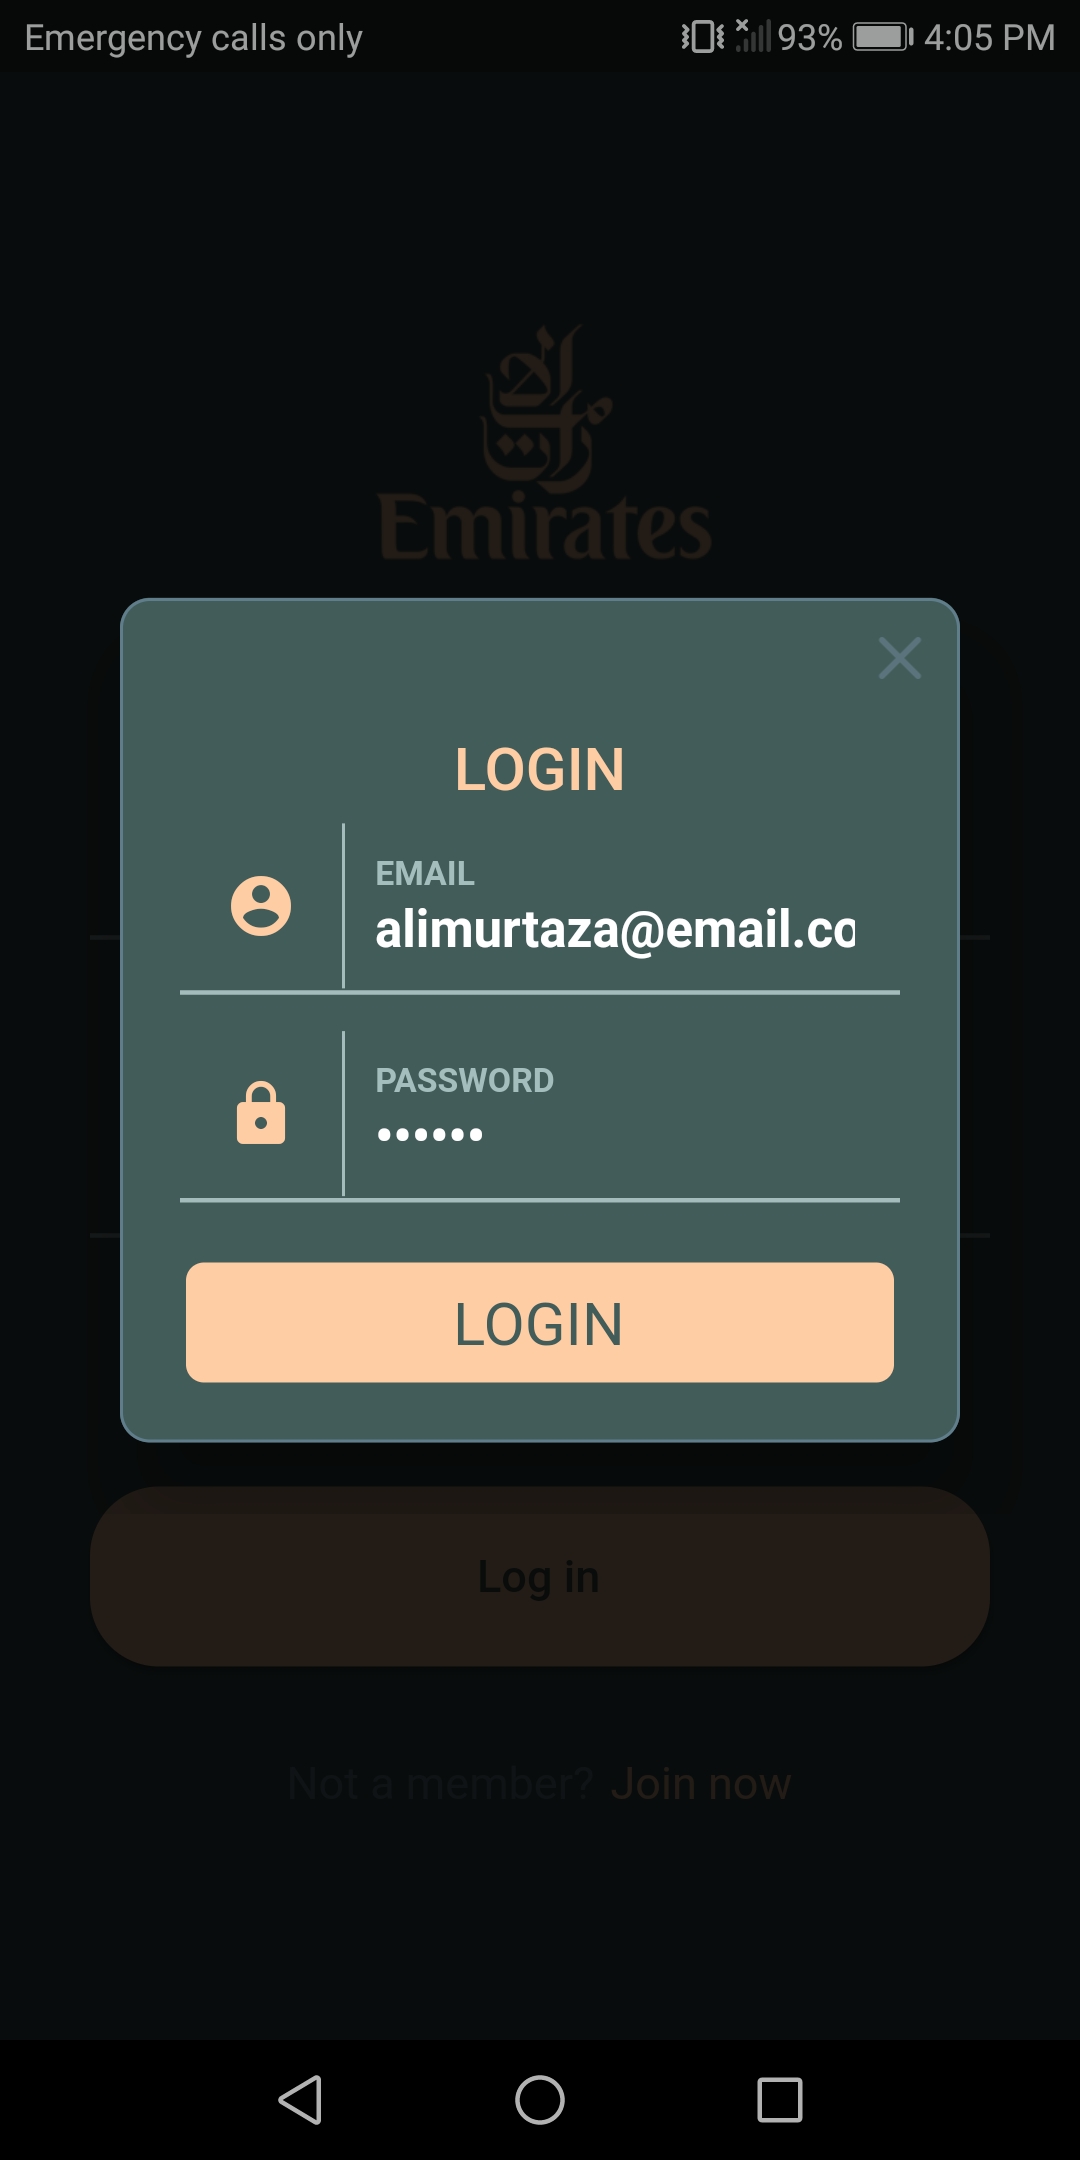 Emergency calls only 93% 4:05 PM
الإمارات
Emirates
LOGIN
EMAIL
alimurtaza@email.co
PASSWORD
••••••
LOGIN
Log in
Not a member? Join now